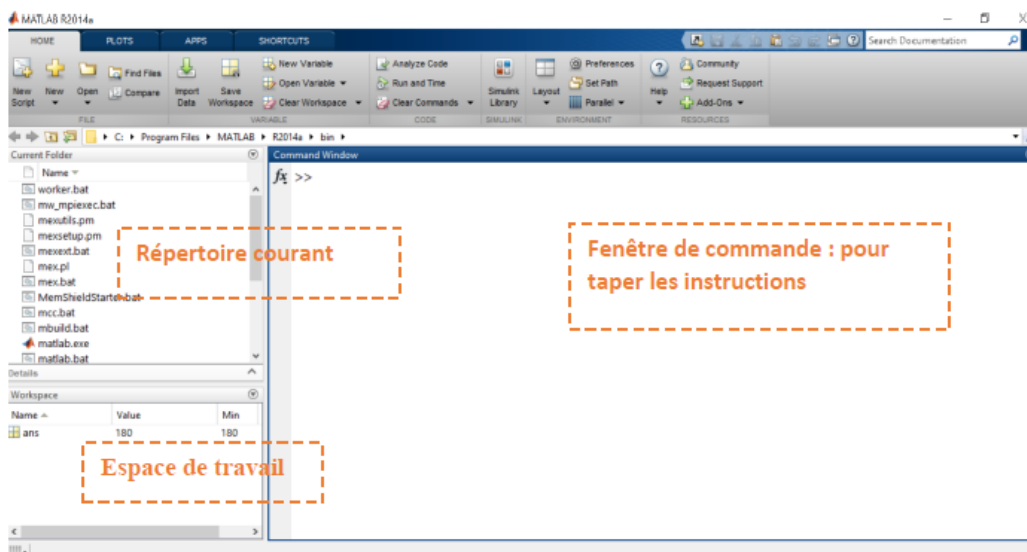 MATLAB R2014a
HOME PLOTS APPS SHORTCUTS
Search Documentation
New Script
New
Open
Find Files
Compare
Import Data
Save Workspace
New Variable
Open Variable
Clear Workspace
Analyze Code
Run and Time
Clear Commands
Simulink Library
Layout
Preferences
Set Path
Parallel
Help
Community
Request Support
Add-Ons
FILE VARIABLE CODE SIMULINK ENVIRONMENT RESOURCES
C: Program Files MATLAB R2014a bin
Current Folder
Name
worker.bat
mw_mpiexec.bat
mexutils.pm
mexsetup.pm
mexext.bat
mex.pl
mex.bat
MemShieldStarter.bat
mcc.bat
mbuild.bat
matlab.exe
matlab.bat
Répertoire courant
Details
Workspace
Name Value Min
ans 180 180
Espace de travail
Command Window
fx >>
Fenêtre de commande : pour
taper les instructions